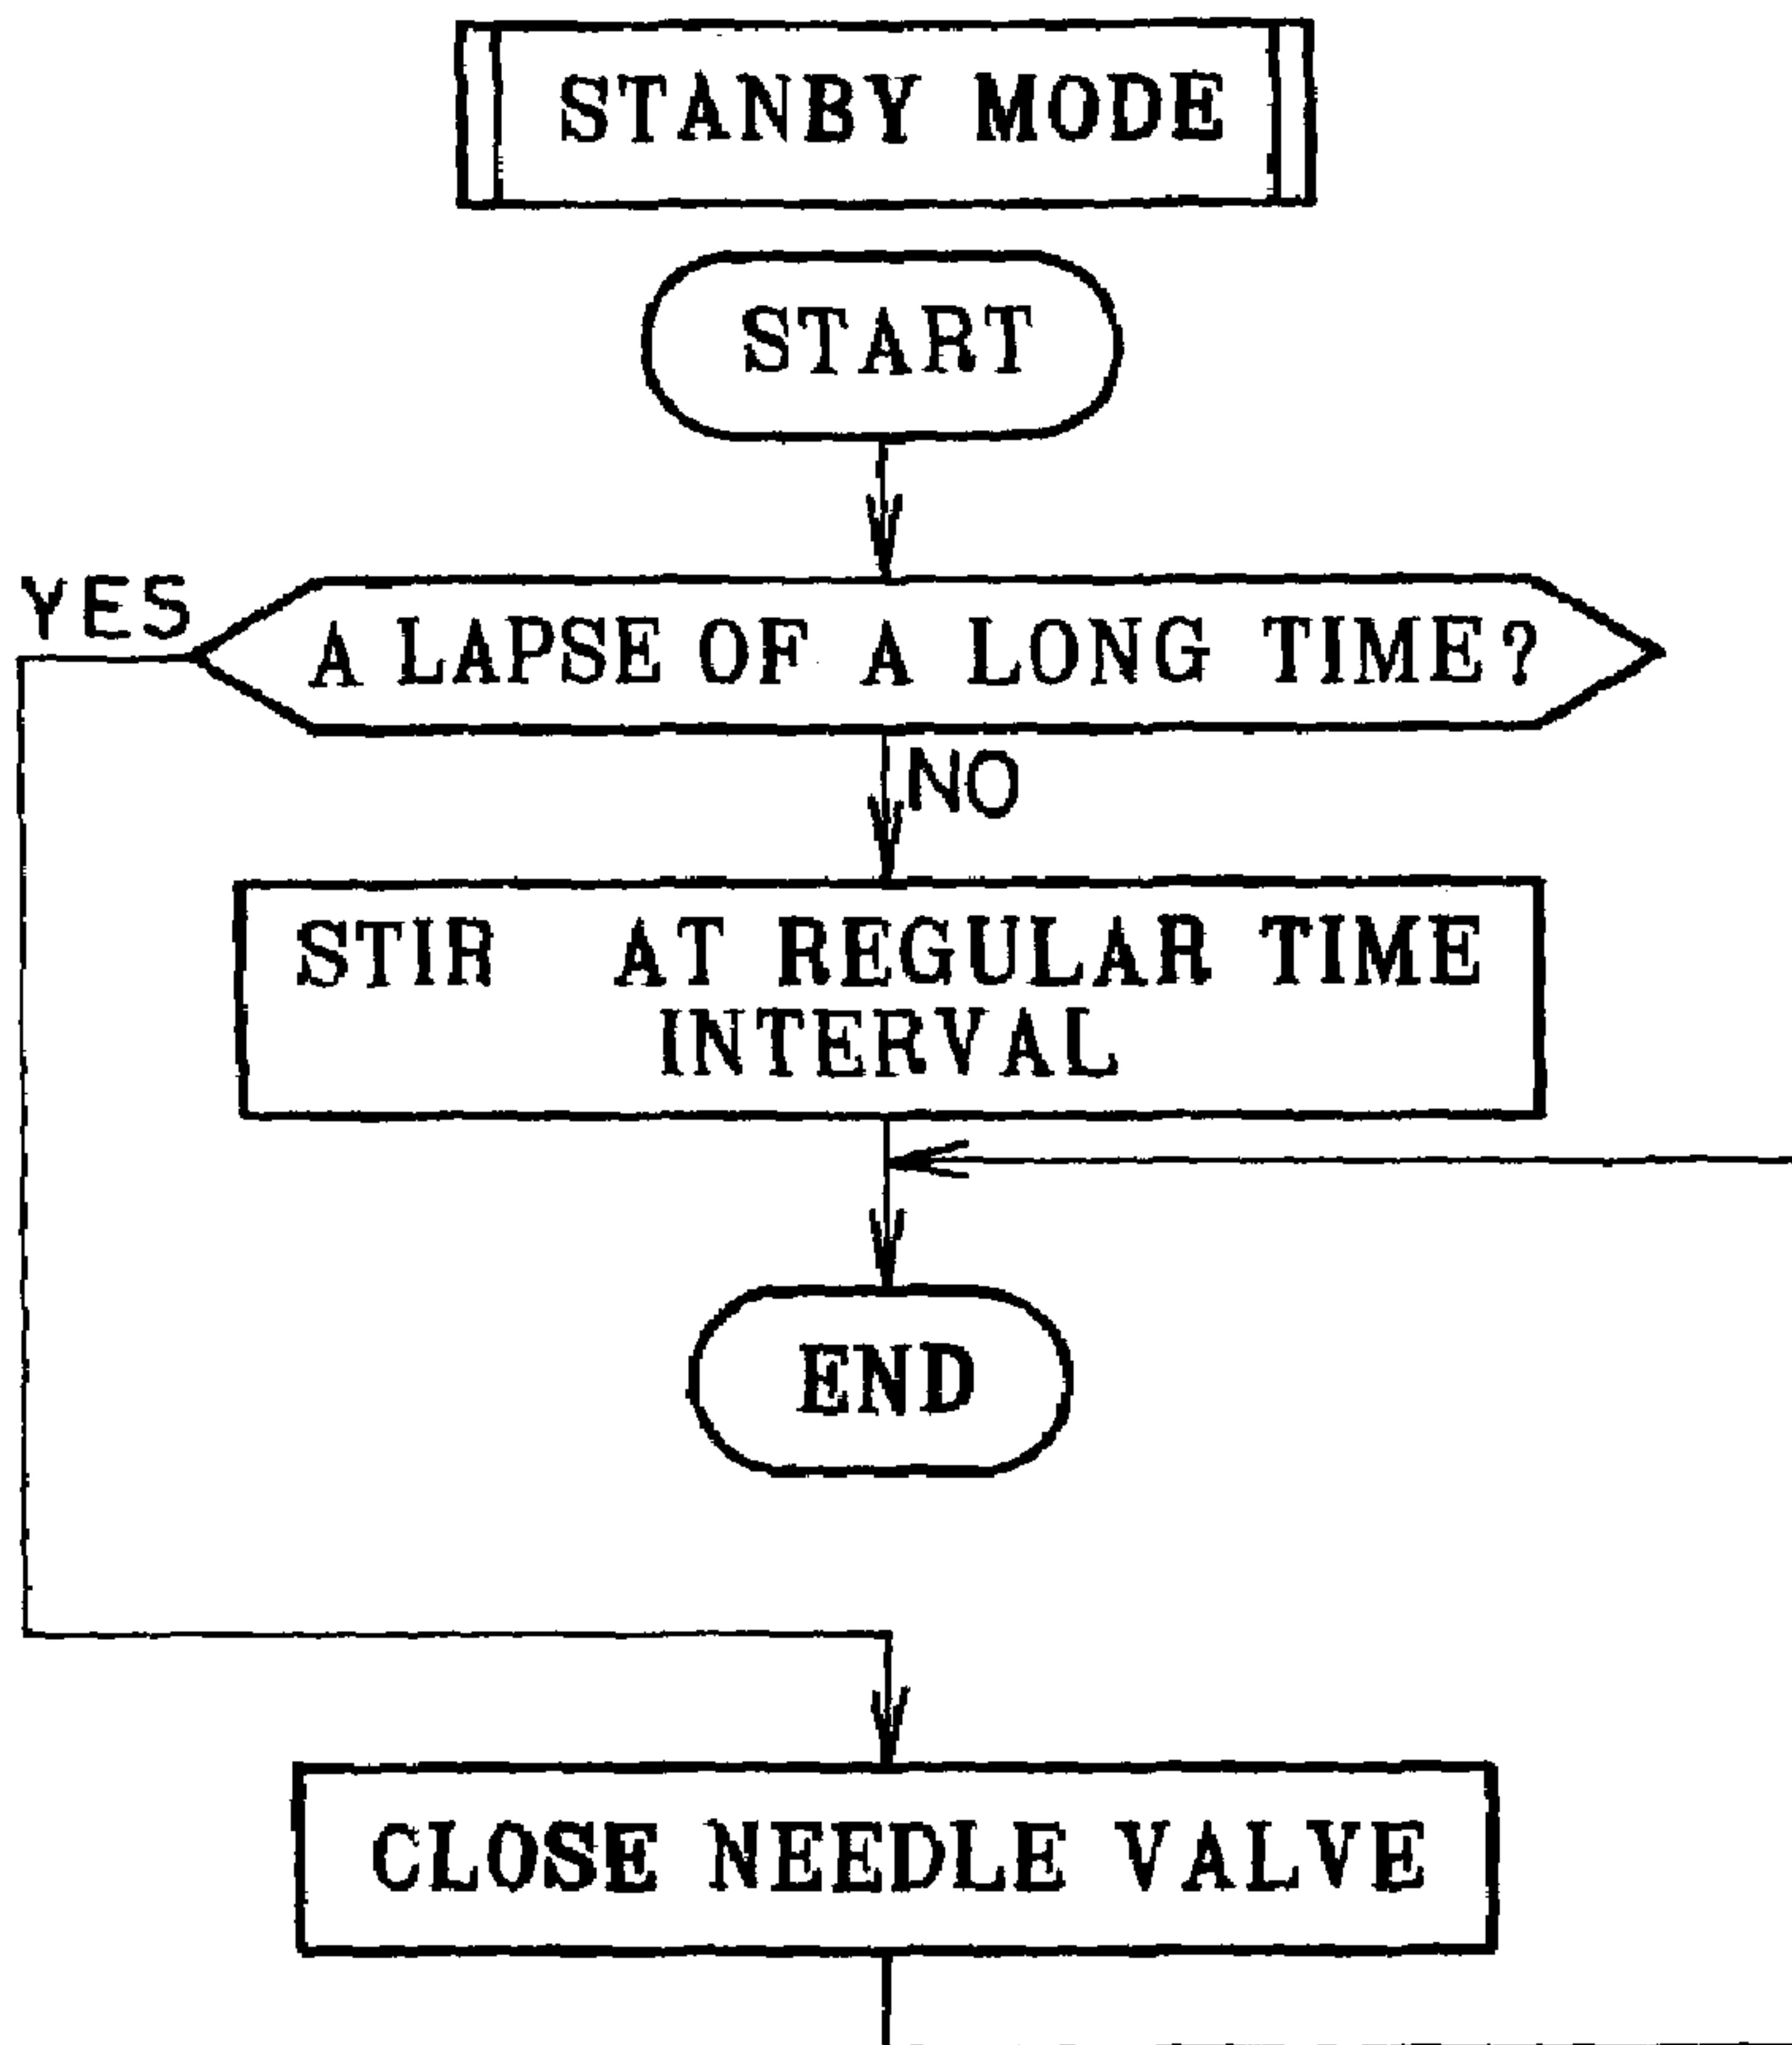 STANBY MODE
START
YES
A LAPSE OF A LONG TIME?
NO
STIR AT REGULAR TIME
INTERVAL
END
CLOSE NEEDLE VALVE